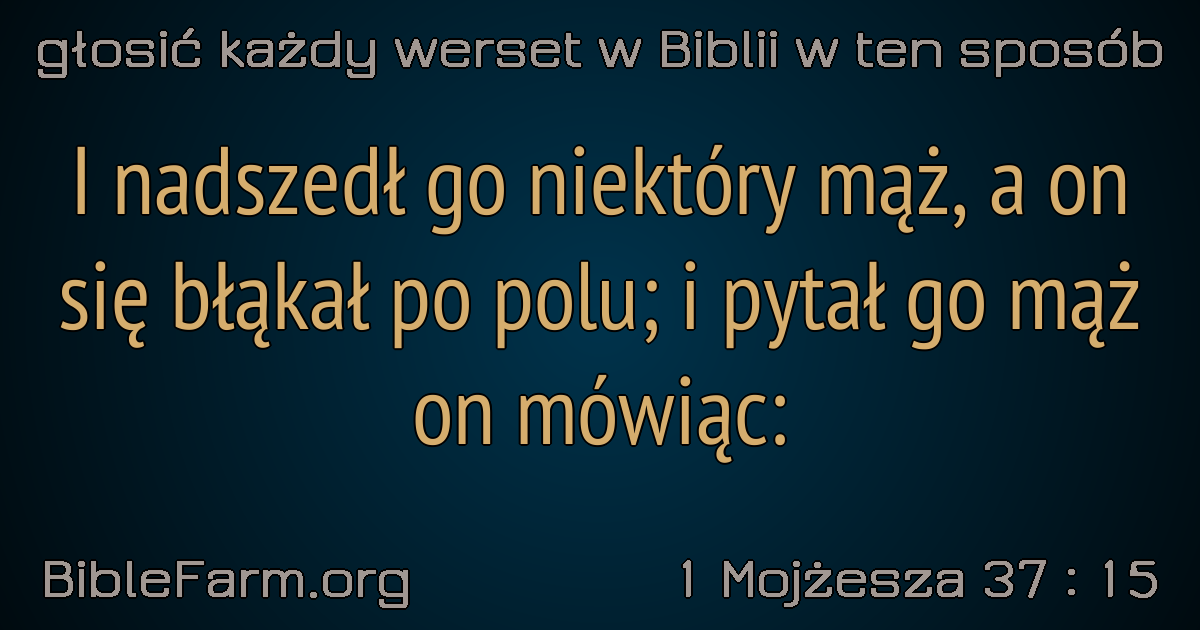 głosić każdy werset w Biblii w ten sposób
I nadszedł go niektóry mąż, a on
się błąkał po polu; i pytał go mąż
on mówiąc:
BibleFarm.org
1 Mojżesza 37 : 15